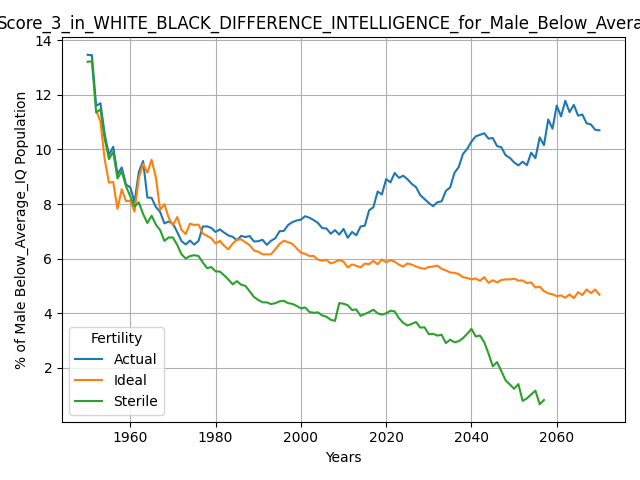 Score_3_in_WHITE_BLACK_DIFFERENCE_INTELLIGENCE_for_Male_Below_Avera
14
12
10
8
6
4
2
% of Male Below_Average_IQ Population
Fertility
Actual
Ideal
Sterile
1960
1980
2000
2020
2040
2060
Years